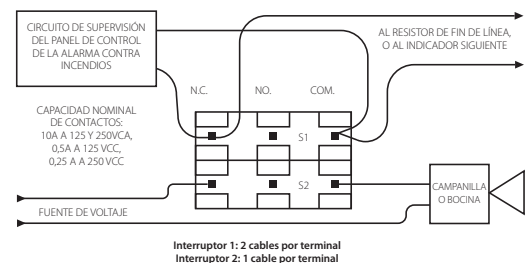 CIRCUITO DE SUPERVISIÓN
DEL PANEL DE CONTROL
DE LA ALARMA CONTRA
INCENDIOS
AL RESISTOR DE FIN DE LÍNEA,
O AL INDICADOR SIGUIENTE
N.C.
NO.
COM.
CAPACIDAD NOMINAL
DE CONTACTOS:
10A A 125 Y 250VCA,
0,5A A 125 VCC,
0,25 A A 250 VCC
S1
S2
CAMPANILLA
O BOCINA
FUENTE DE VOLTAJE
Interruptor 1: 2 cables por terminal
Interruptor 2: 1 cable por terminal